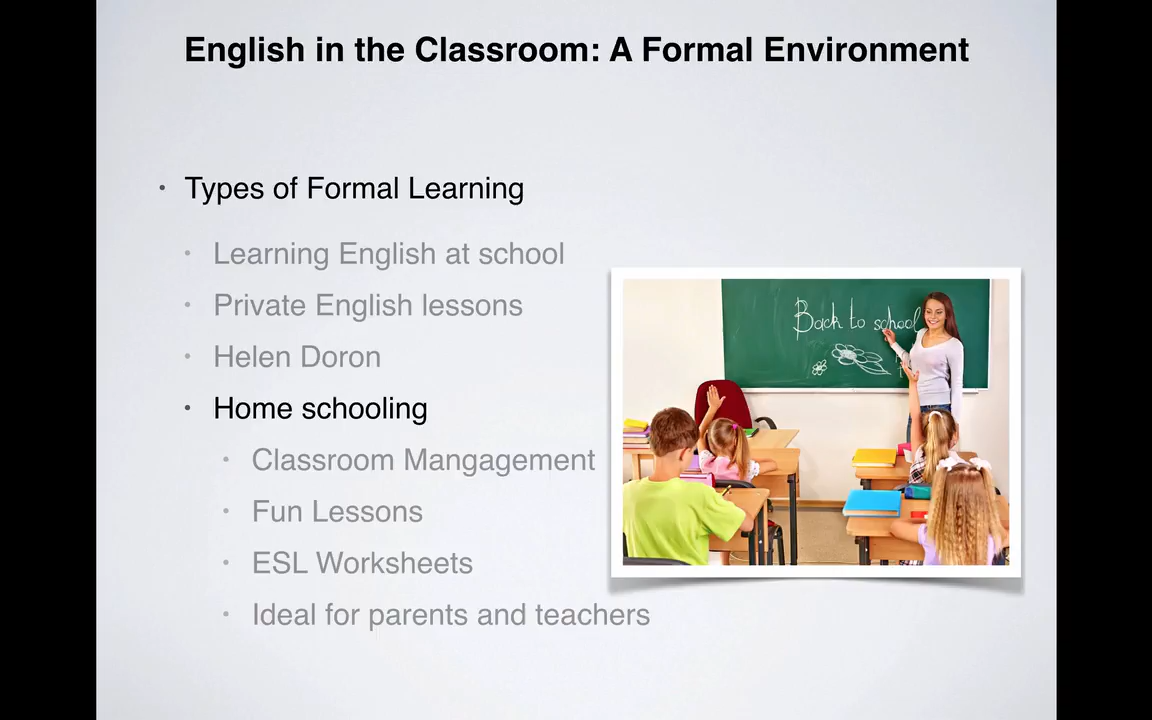 English in the Classroom: A Formal Environment
• Types of Formal Learning
• Learning English at school
• Private English lessons
• Helen Doron
• Home schooling
• Classroom Mangagement
• Fun Lessons
• ESL Worksheets
• Ideal for parents and teachers
Back to school